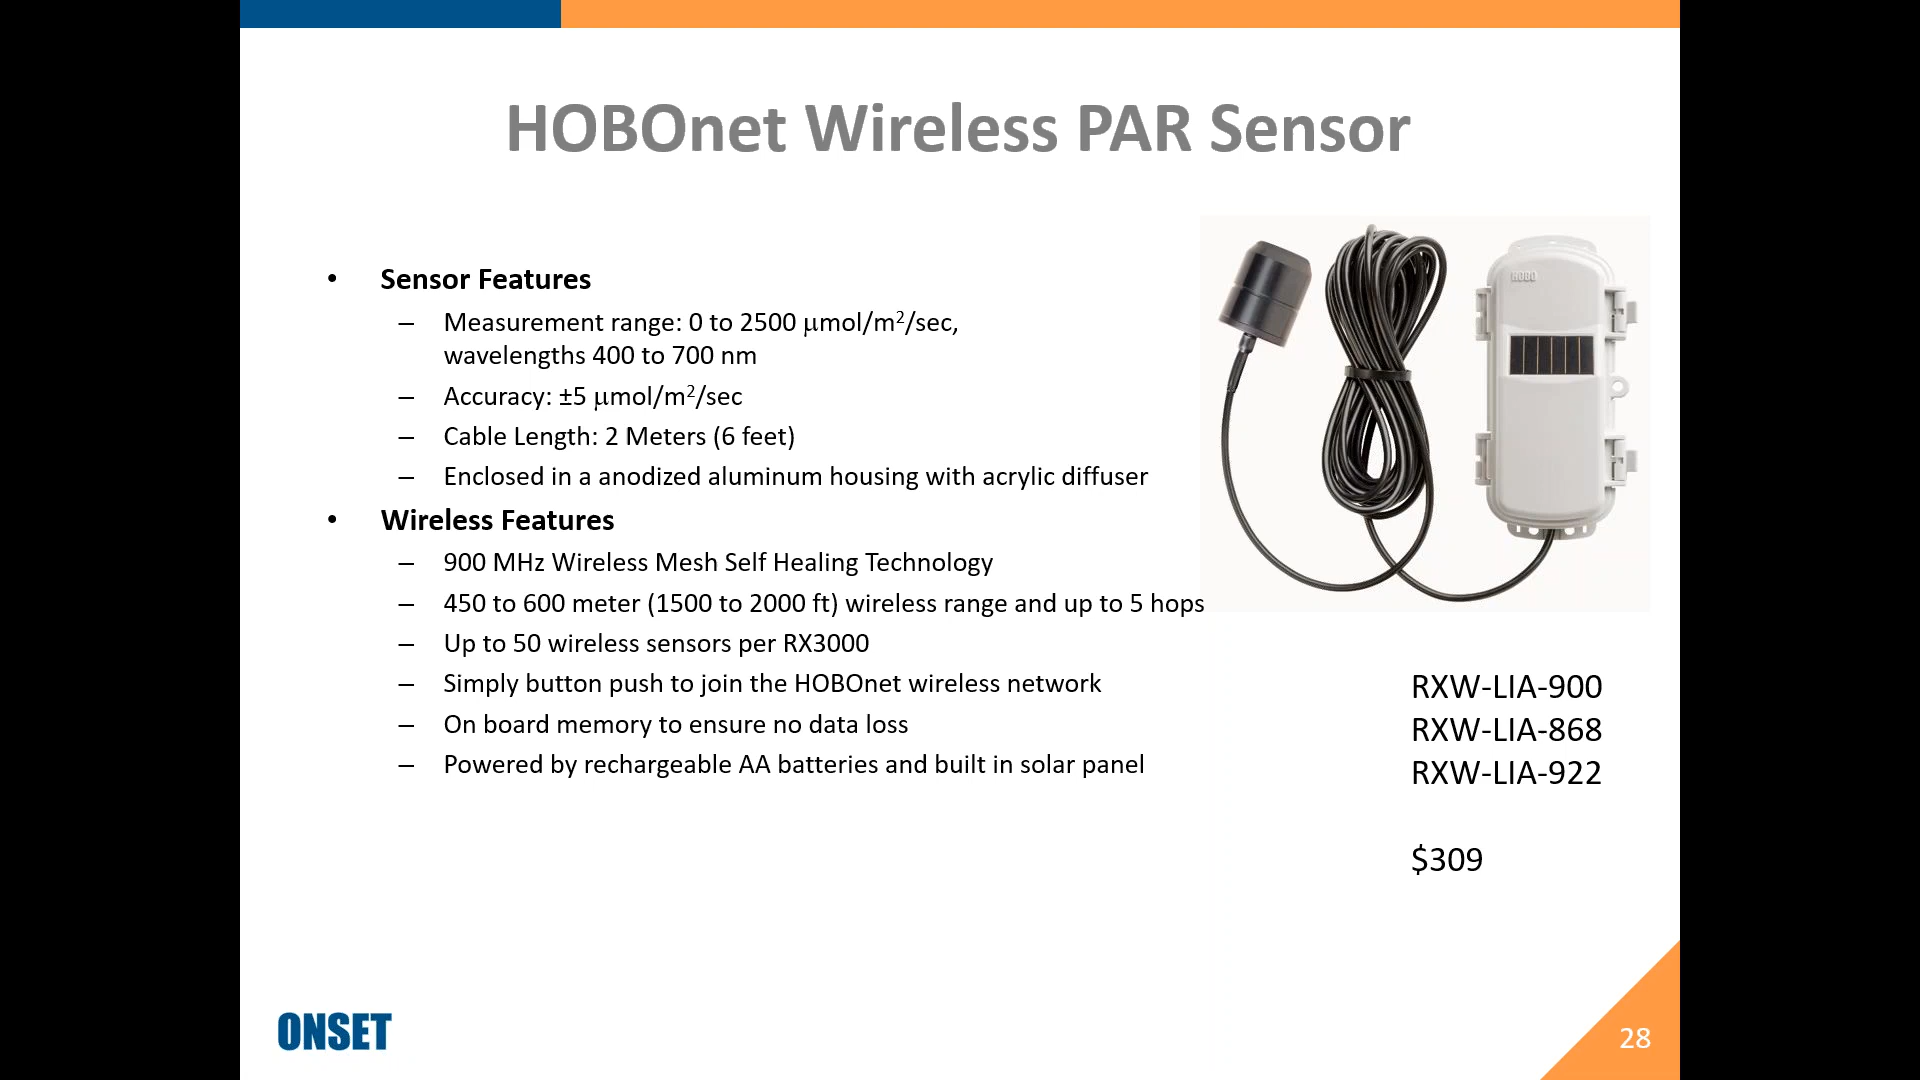 HOBOnet Wireless PAR Sensor
• Sensor Features
– Measurement range: 0 to 2500 μmol/m²/sec,
wavelengths 400 to 700 nm
– Accuracy: ±5 μmol/m²/sec
– Cable Length: 2 Meters (6 feet)
– Enclosed in a anodized aluminum housing with acrylic diffuser
• Wireless Features
– 900 MHz Wireless Mesh Self Healing Technology
– 450 to 600 meter (1500 to 2000 ft) wireless range and up to 5 hops
– Up to 50 wireless sensors per RX3000
– Simply button push to join the HOBOnet wireless network
– On board memory to ensure no data loss
– Powered by rechargeable AA batteries and built in solar panel
HOBO
RXW-LIA-900
RXW-LIA-868
RXW-LIA-922
$309
ONSET
28